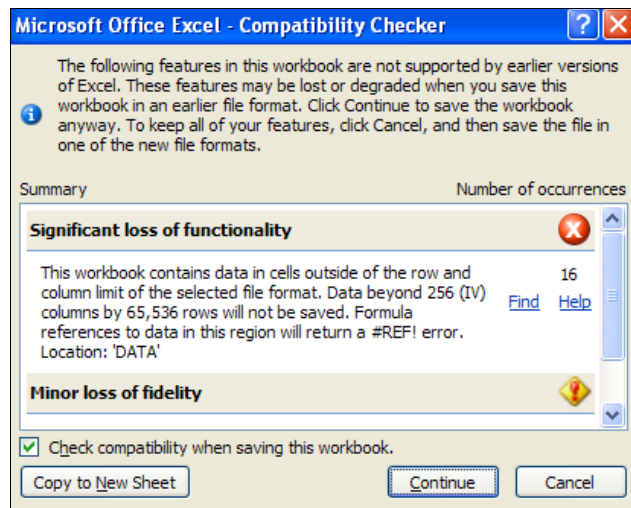 Microsoft Office Excel - Compatibility Checker
The following features in this workbook are not supported by earlier versions
of Excel. These features may be lost or degraded when you save this
workbook in an earlier file format. Click Continue to save the workbook
anyway. To keep all of your features, click Cancel, and then save the file in
one of the new file formats.
Summary Number of occurrences
Significant loss of functionality
This workbook contains data in cells outside of the row and 16
column limit of the selected file format. Data beyond 256 (IV)
columns by 65,536 rows will not be saved. Formula Find Help
references to data in this region will return a #REF! error.
Location: 'DATA'
Minor loss of fidelity
Check compatibility when saving this workbook.
Copy to New Sheet Continue Cancel